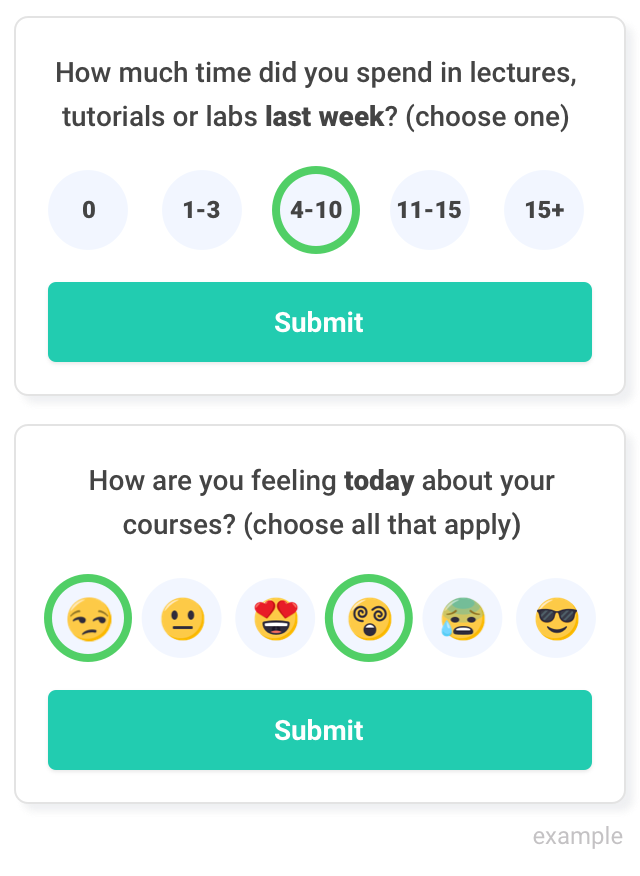 How much time did you spend in lectures,
tutorials or labs last week? (choose one)
0 1-3 4-10 11-15 15+
Submit
How are you feeling today about your
courses? (choose all that apply)
Submit
example